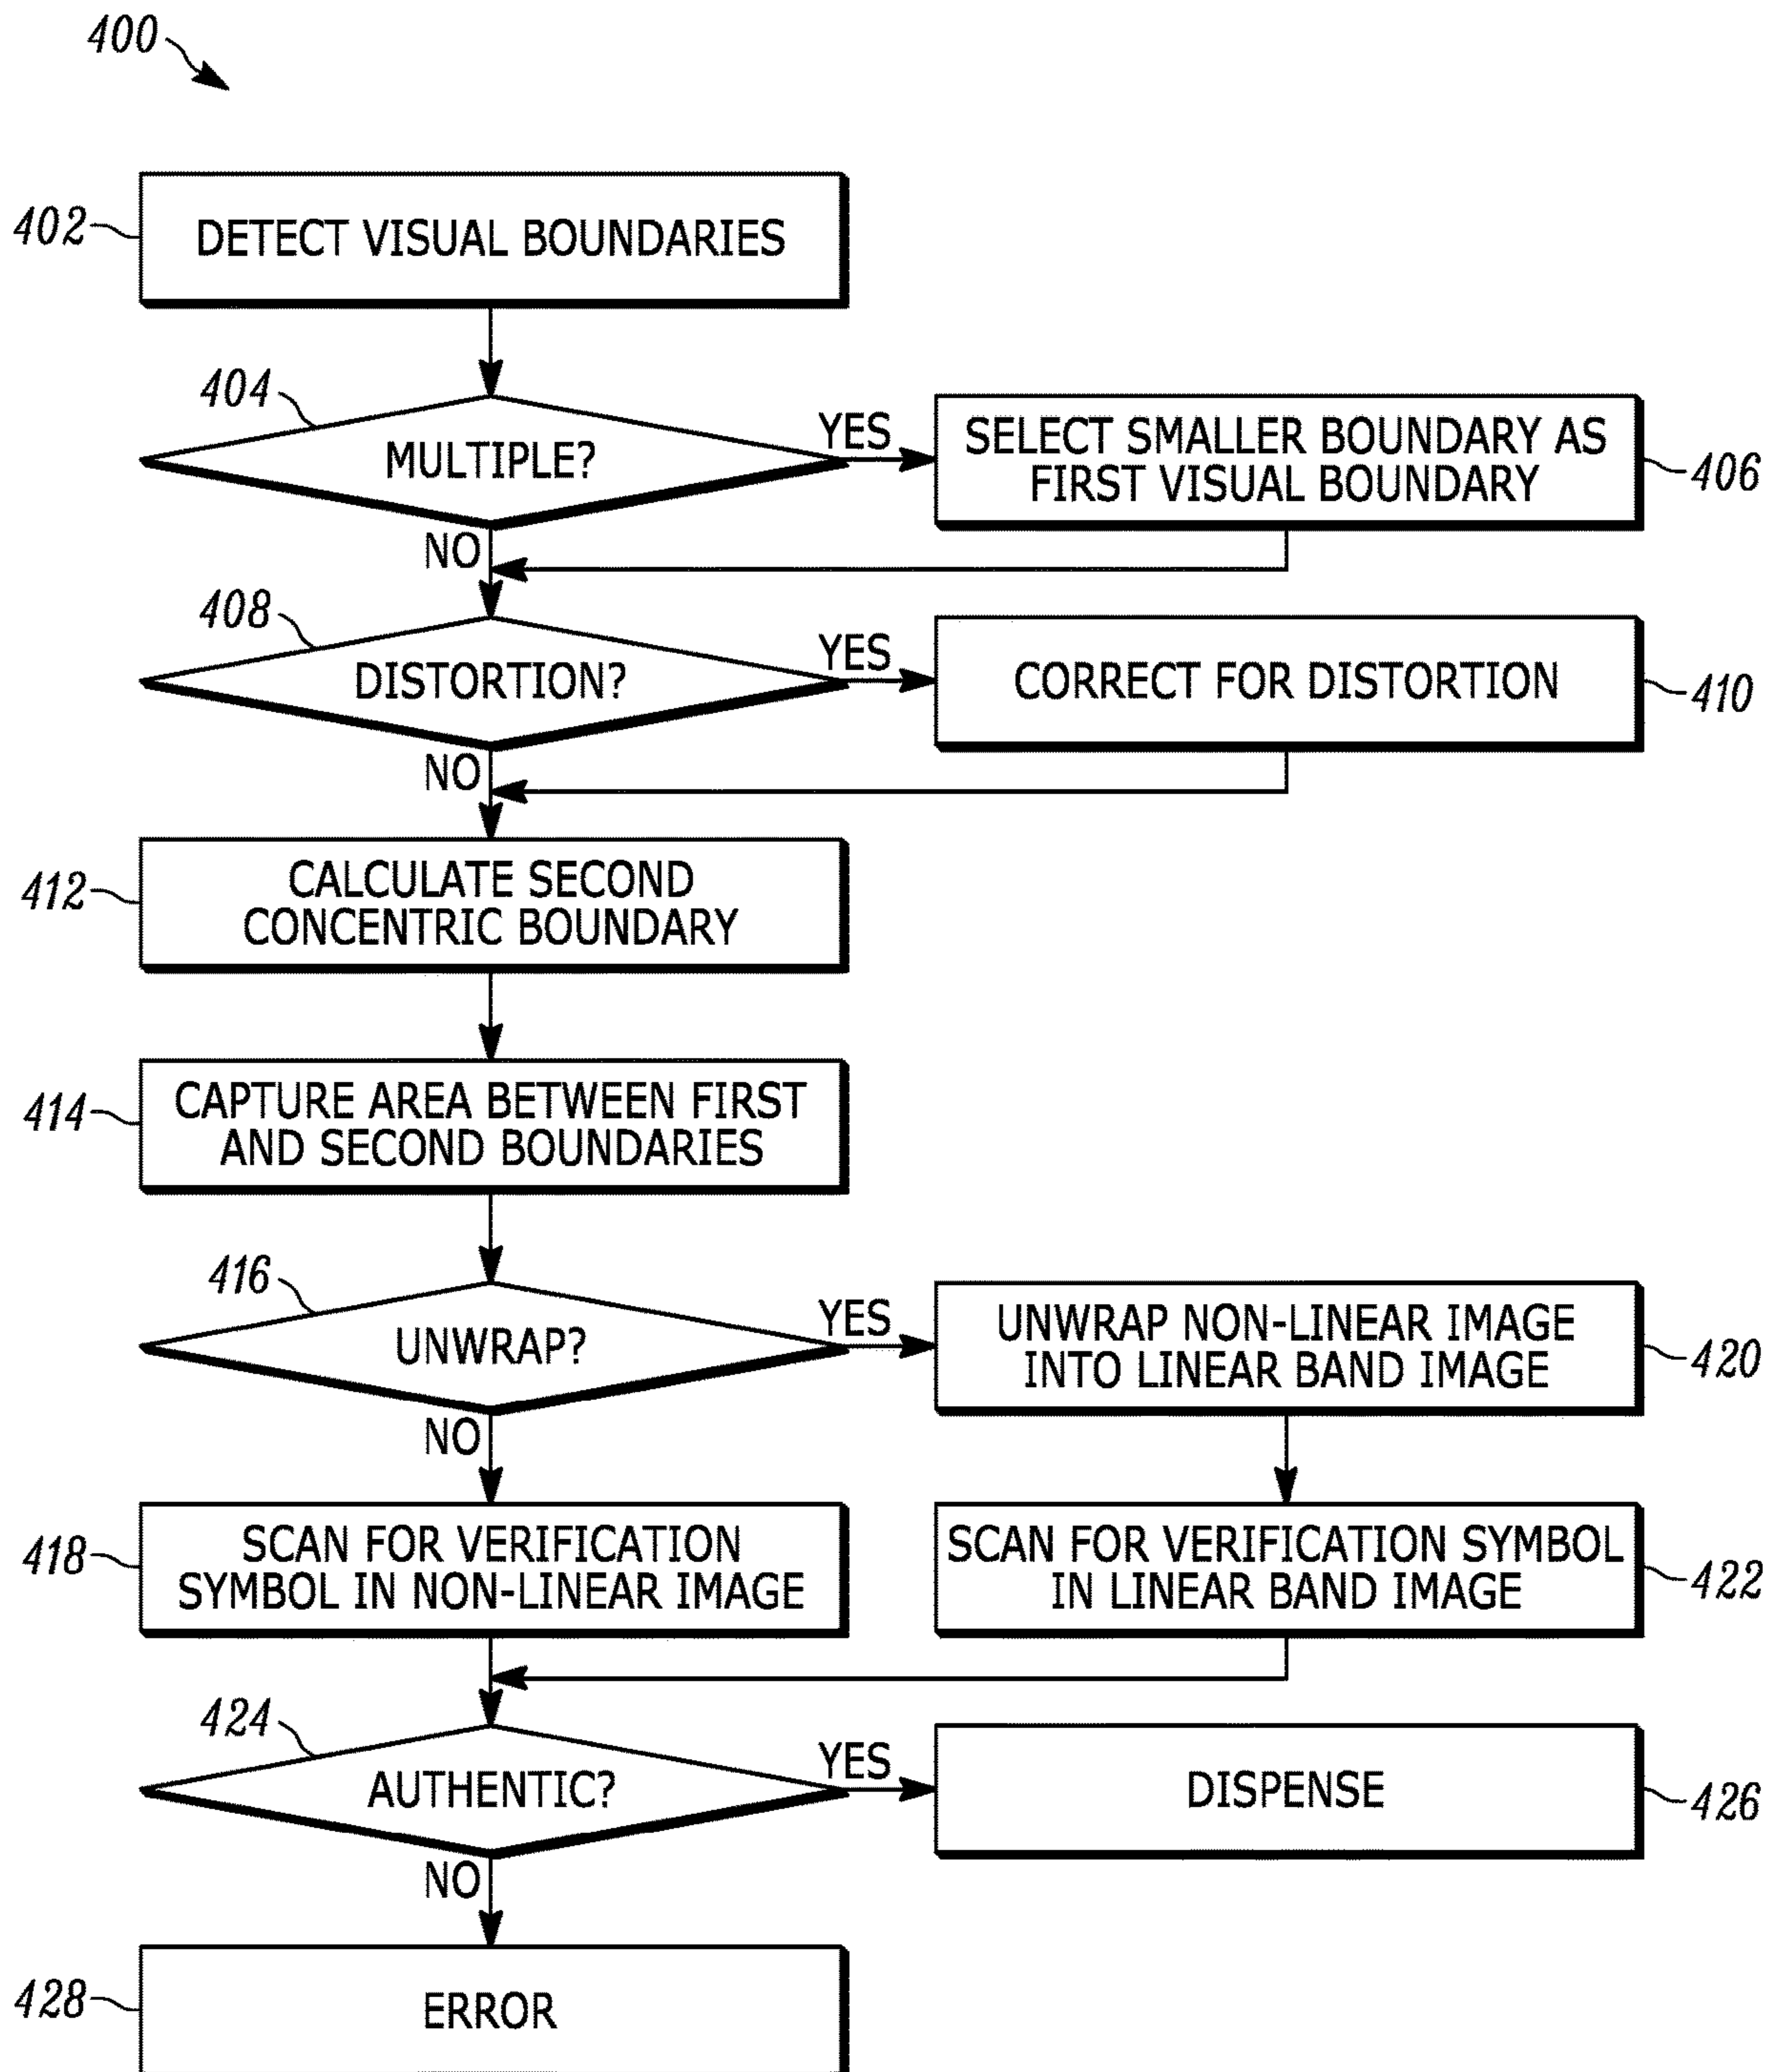 400
402
DETECT VISUAL BOUNDARIES
404
MULTIPLE?
YES
NO
SELECT SMALLER BOUNDARY AS
FIRST VISUAL BOUNDARY
406
408
DISTORTION?
YES
NO
CORRECT FOR DISTORTION
410
412
CALCULATE SECOND
CONCENTRIC BOUNDARY
414
CAPTURE AREA BETWEEN FIRST
AND SECOND BOUNDARIES
416
UNWRAP?
YES
NO
UNWRAP NON-LINEAR IMAGE
INTO LINEAR BAND IMAGE
420
418
SCAN FOR VERIFICATION
SYMBOL IN NON-LINEAR IMAGE
SCAN FOR VERIFICATION SYMBOL
IN LINEAR BAND IMAGE
422
424
AUTHENTIC?
YES
NO
DISPENSE
426
428
ERROR